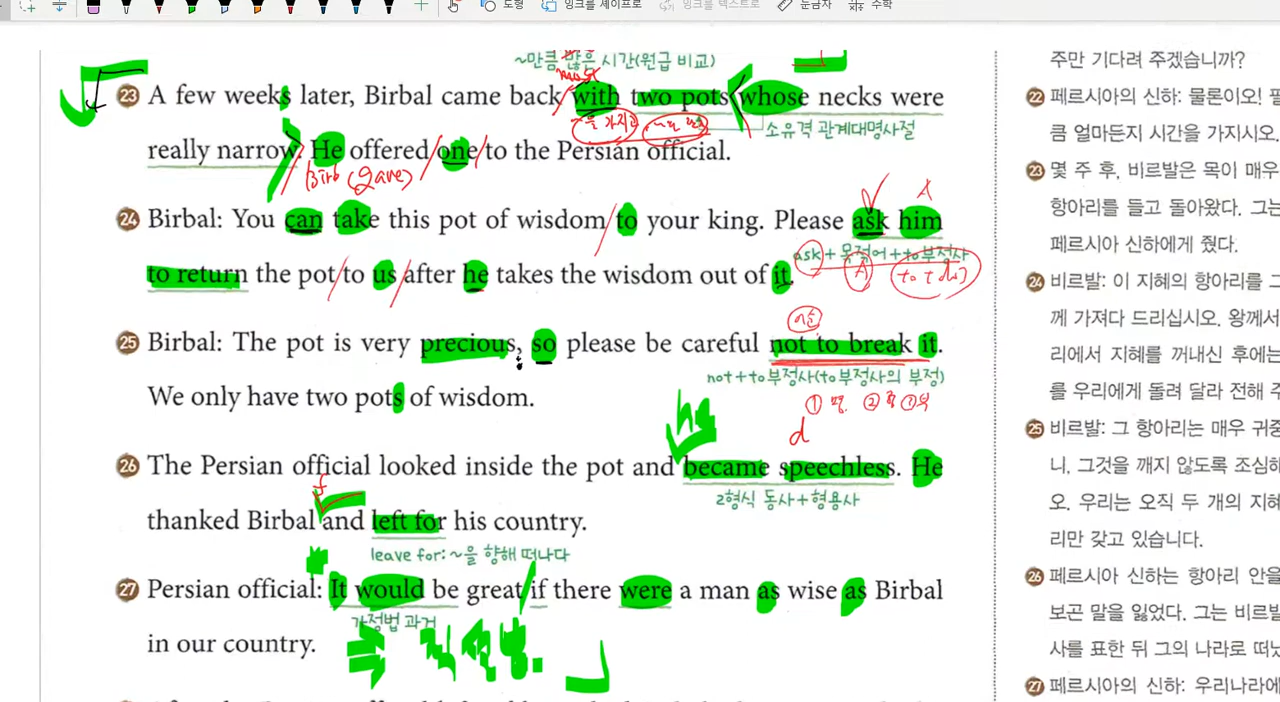 도형 잉크를 셰이프로 잉크를 텍스트로 눈금자 수학
~만큼 많은 시간(원급 비교)
주만 기다려 주겠습니까?
23 A few weeks later, Birbal came back with two pots whose necks were
을 가지고
소유격 관계대명사절
really narrow. He offered one to the Persian official.
(gave)
24 Birbal: You can take this pot of wisdom to your king. Please ask him
A
ask + 목적어 + to부정사
A
to return the pot to us after he takes the wisdom out of it.
25 Birbal: The pot is very precious, so please be careful not to break it.
not+to부정사(to부정사의 부정)
① 명. ② 형 ③ 부
We only have two pots of wisdom.
he
d
26 The Persian official looked inside the pot and became speechless. He
2형식 동사+형용사
thanked Birbal and left for his country.
leave for: ~을 향해 떠나다
27 Persian official: It would be great if there were a man as wise as Birbal
가정법 과거
in our country.
직설법.
22 페르시아의 신하: 물론이오!
큼 얼마든지 시간을 가지시오.
23 몇 주 후, 비르발은 목이 매우
항아리를 들고 돌아왔다. 그는
페르시아 신하에게 줬다.
24 비르발: 이 지혜의 항아리를
께 가져다 드리십시오. 왕께서
리에서 지혜를 꺼내신 후에는
를 우리에게 돌려 달라 전해
25 비르발: 그 항아리는 매우 귀중
니, 그것을 깨지 않도록 조심해
오. 우리는 오직 두 개의 지혜
리만 갖고 있습니다.
26 페르시아 신하는 항아리 안을
보곤 말을 잃었다. 그는 비르발
사를 표한 뒤 그의 나라로 떠났
27 페르시아의 신하: 우리나라에